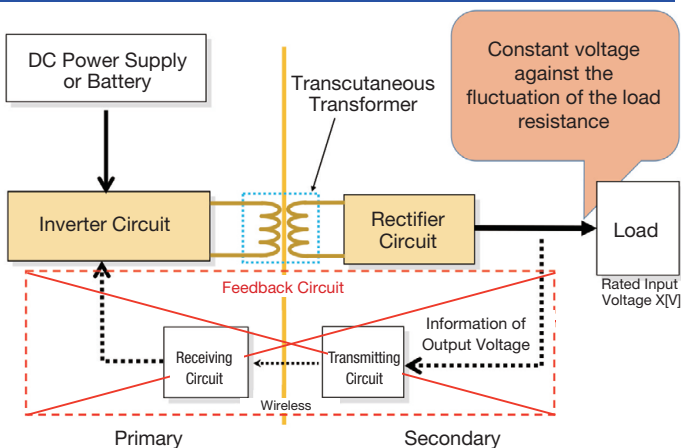 DC Power Supply
or Battery
Transcutaneous
Transformer
Constant voltage
against the
fluctuation of the load
resistance
Inverter Circuit
Rectifier
Circuit
Load
Rated Input
Voltage X[V]
Feedback Circuit
Information of
Output Voltage
Receiving
Circuit
Transmitting
Circuit
Wireless
Primary
Secondary